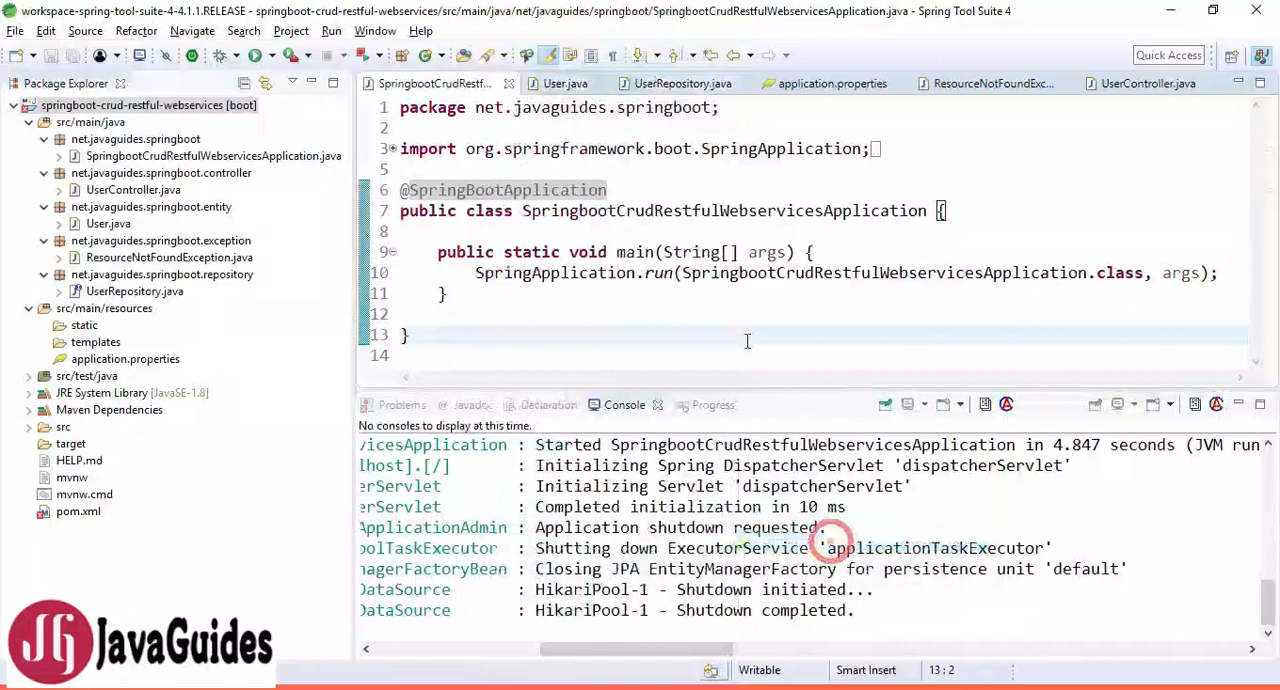 workspace-spring-tool-suite-4-4.1.1.RELEASE - springboot-crud-restful-webservices/src/main/java/net/javaguides/springboot/SpringbootCrudRestfulWebservicesApplication.java - Spring Tool Suite 4
File Edit Source Refactor Navigate Search Project Run Window Help
Quick Access
Package Explorer
springboot-crud-restful-webservices [boot]
src/main/java
net.javaguides.springboot
SpringbootCrudRestfulWebservicesApplication.java
net.javaguides.springboot.controller
UserController.java
net.javaguides.springboot.entity
User.java
net.javaguides.springboot.exception
ResourceNotFoundException.java
net.javaguides.springboot.repository
UserRepository.java
src/main/resources
static
templates
application.properties
src/test/java
JRE System Library [JavaSE-1.8]
Maven Dependencies
src
target
HELP.md
mvnw
mvnw.cmd
pom.xml
SpringbootCrudRestf... User.java UserRepository.java application.properties ResourceNotFoundExc... UserController.java
1 package net.javaguides.springboot;
2
3 import org.springframework.boot.SpringApplication;
5
6 @SpringBootApplication
7 public class SpringbootCrudRestfulWebservicesApplication {
8
9 public static void main(String[] args) {
10 SpringApplication.run(SpringbootCrudRestfulWebservicesApplication.class, args);
11 }
12
13 }
14
Problems @ Javadoc Declaration Console Progress
No consoles to display at this time.
vicesApplication : Started SpringbootCrudRestfulWebservicesApplication in 4.847 seconds (JVM run
lhost].[/] : Initializing Spring DispatcherServlet 'dispatcherServlet'
erServlet : Initializing Servlet 'dispatcherServlet'
erServlet : Completed initialization in 10 ms
ApplicationAdmin : Application shutdown requested.
oolTaskExecutor : Shutting down ExecutorService 'applicationTaskExecutor'
nagerFactoryBean : Closing JPA EntityManagerFactory for persistence unit 'default'
DataSource : HikariPool-1 - Shutdown initiated...
DataSource : HikariPool-1 - Shutdown completed.
JG JavaGuides
Writable Smart Insert 13 : 2